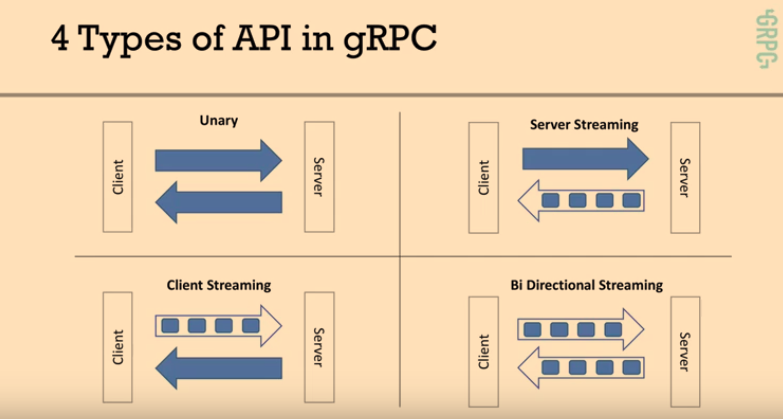 4 Types of API in gRPC
GRPC
Unary
Client
Server
Server Streaming
Client
Server
Client Streaming
Client
Server
Bi Directional Streaming
Client
Server